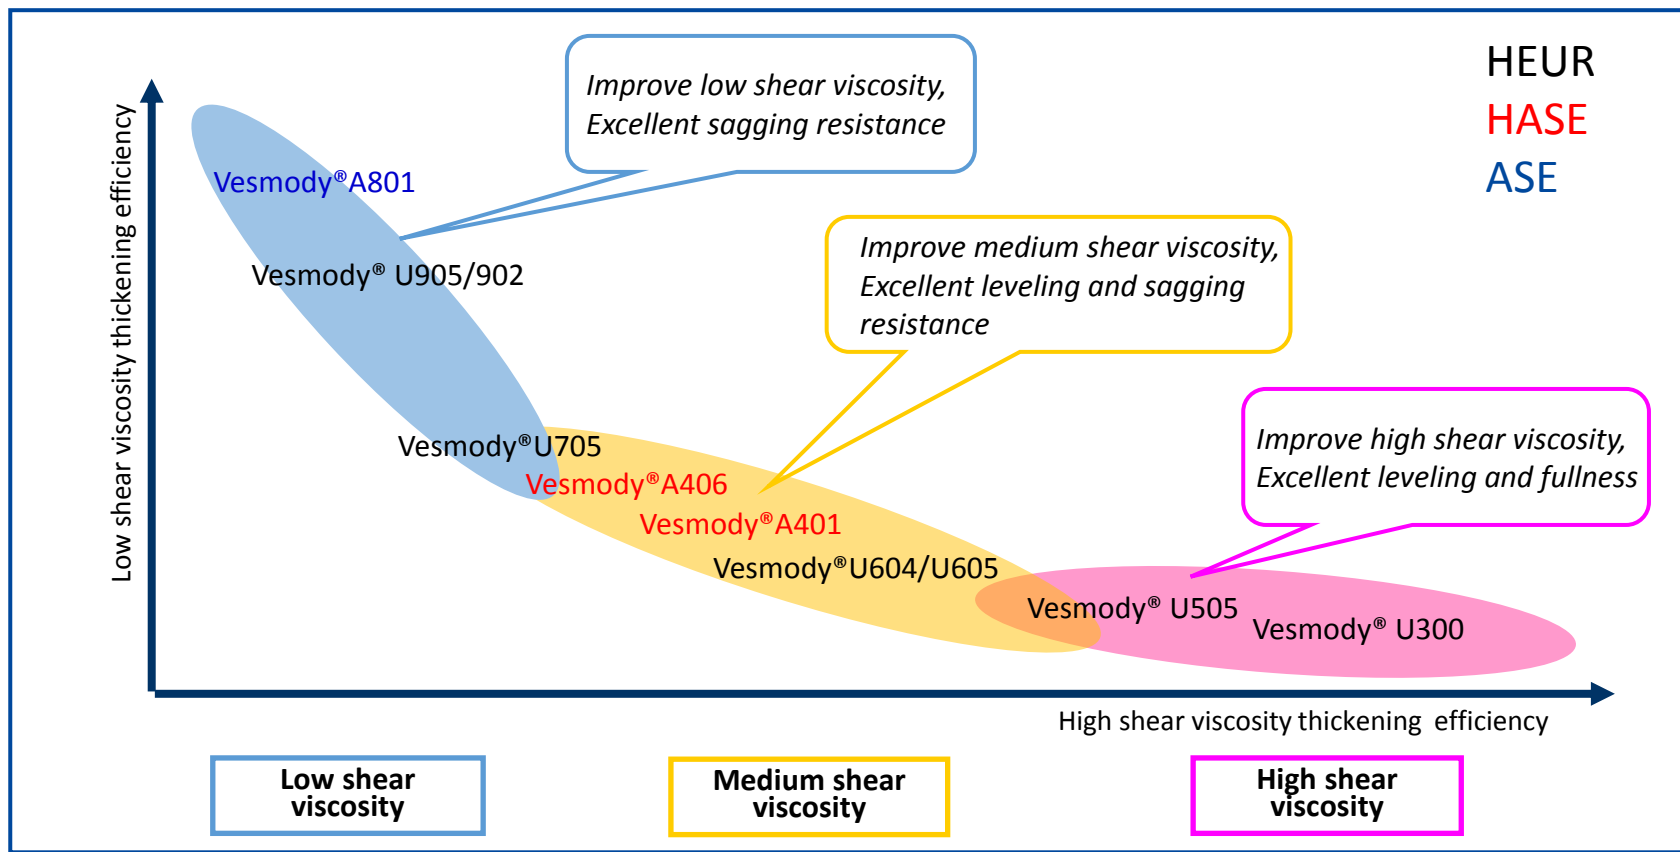 HEUR
HASE
ASE
Improve low shear viscosity,
Excellent sagging resistance
Low shear viscosity thickening efficiency
Vesmody®A801
Vesmody® U905/902
Improve medium shear viscosity,
Excellent leveling and sagging
resistance
Vesmody®U705
Vesmody®A406
Vesmody®A401
Vesmody®U604/U605
Improve high shear viscosity,
Excellent leveling and fullness
Vesmody® U505
Vesmody® U300
High shear viscosity thickening efficiency
Low shear
viscosity
Medium shear
viscosity
High shear
viscosity